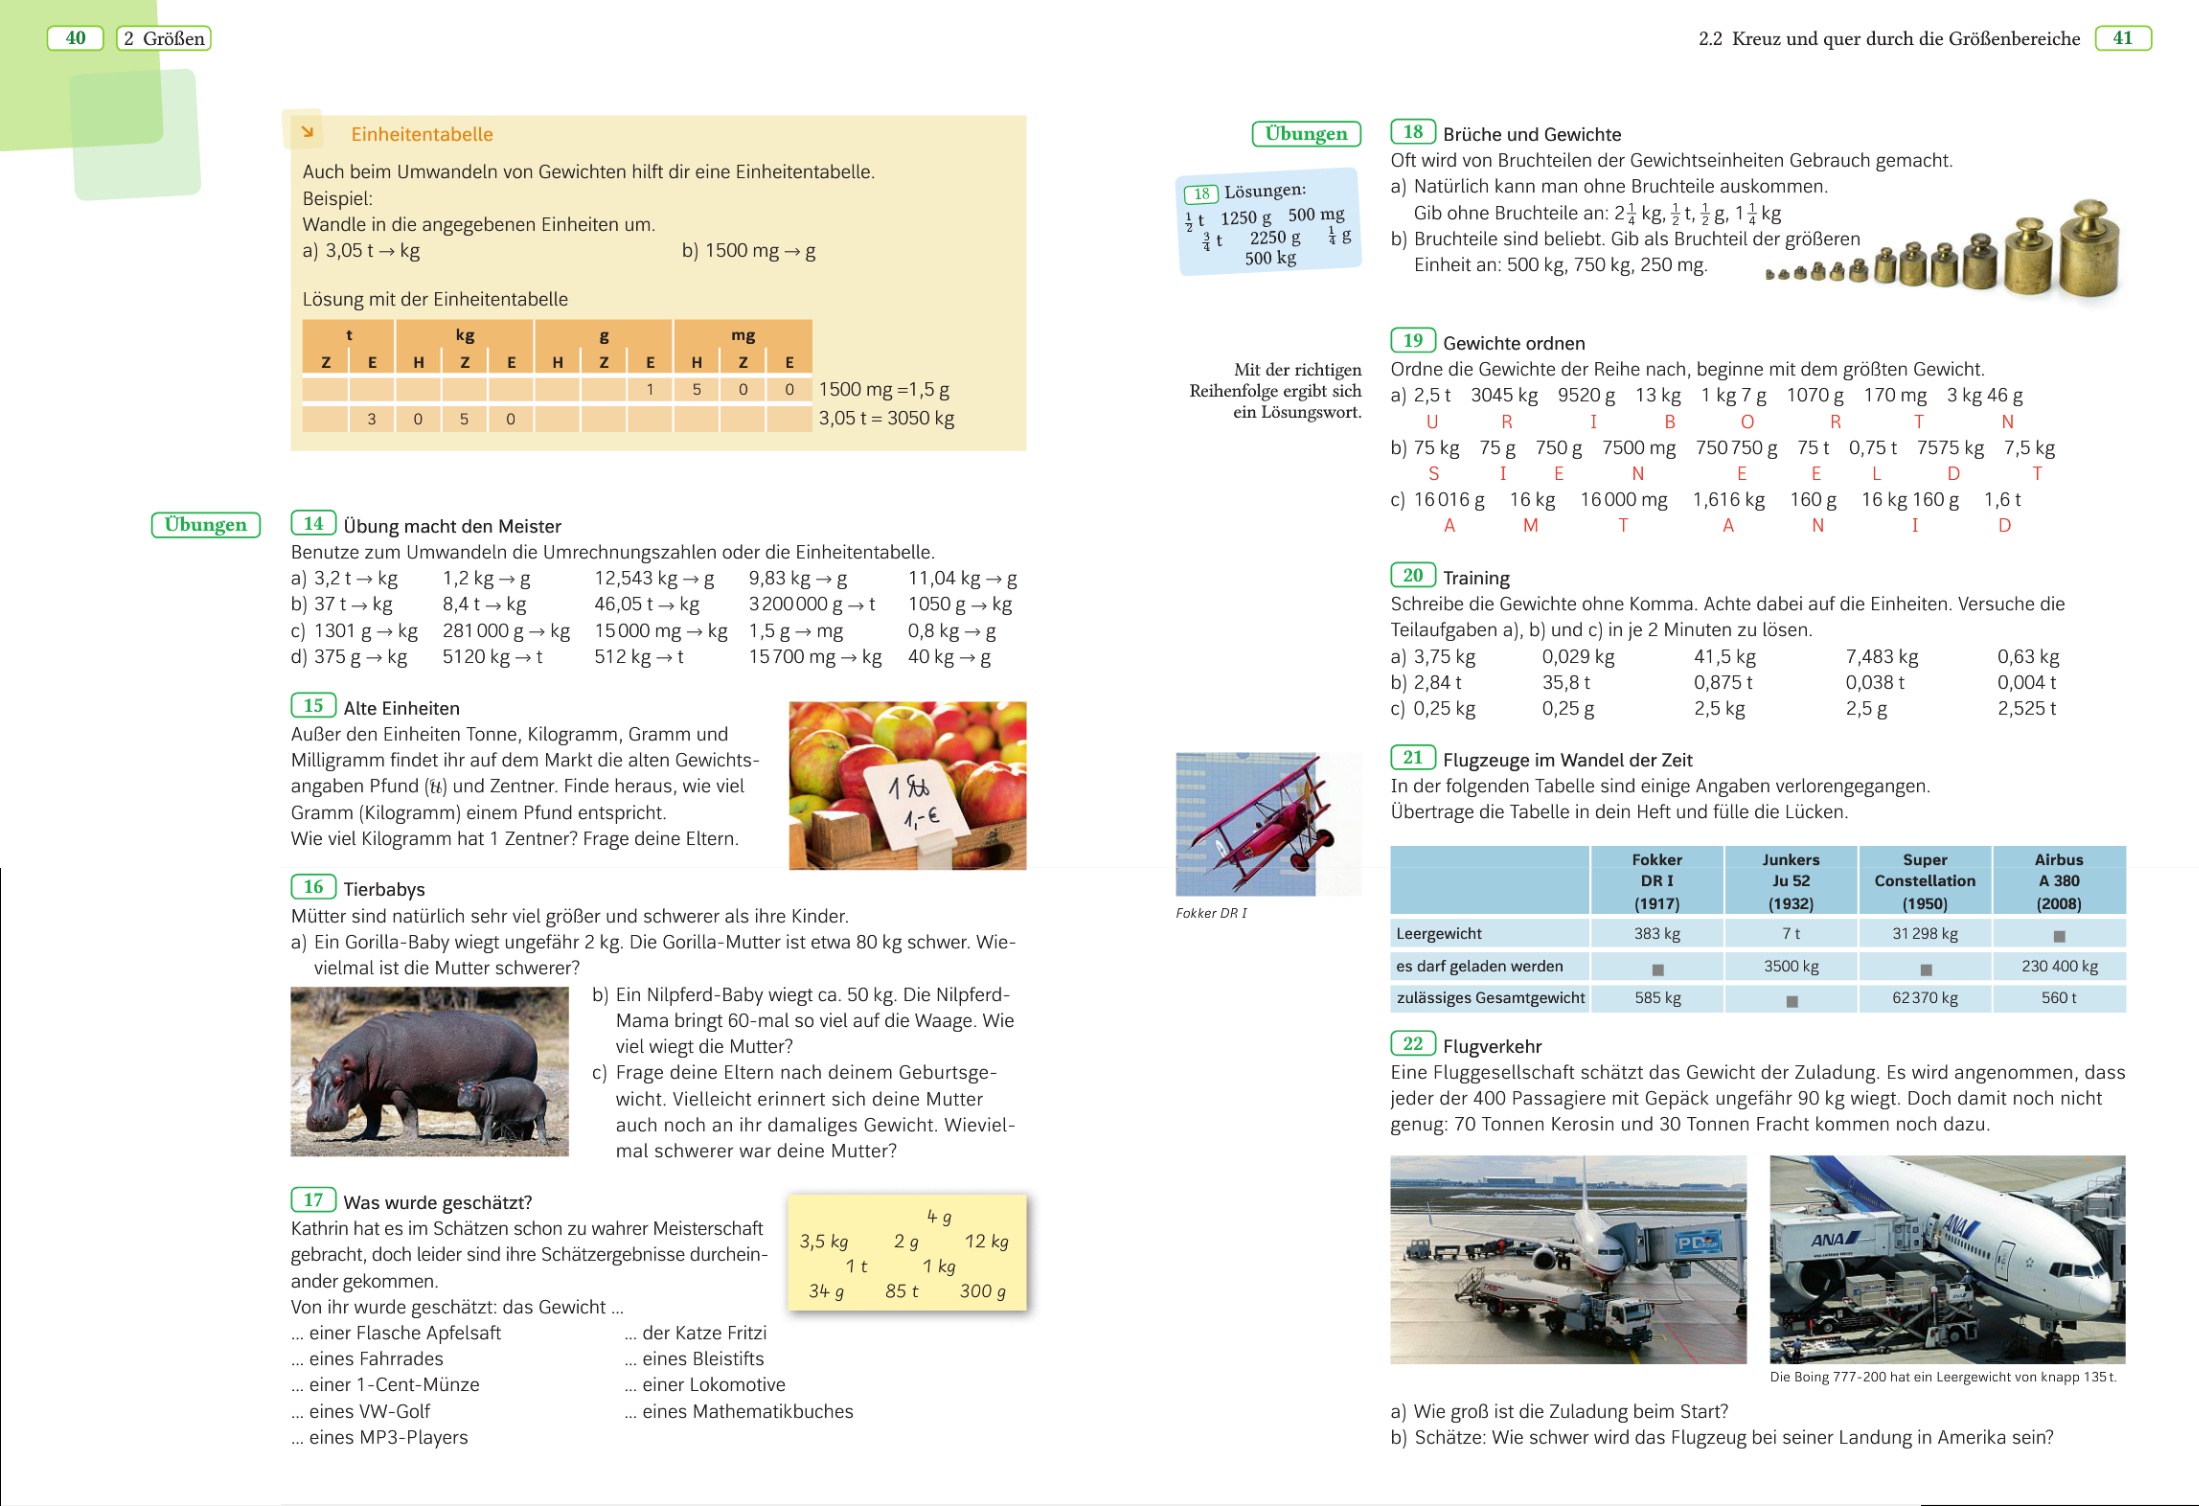 40 2 Größen
Einheitentabelle
Auch beim Umwandeln von Gewichten hilft dir eine Einheitentabelle.
Beispiel:
Wandle in die angegebenen Einheiten um.
a) 3,05 t → kg b) 1500 mg → g
Lösung mit der Einheitentabelle
t kg g mg
Z E H Z E H Z E H Z E
1 5 0 0 1500 mg =1,5 g
3 0 5 0 3,05 t = 3050 kg
Übungen
14 Übung macht den Meister
Benutze zum Umwandeln die Umrechnungszahlen oder die Einheitentabelle.
a) 3,2 t → kg 1,2 kg → g 12,543 kg → g 9,83 kg → g 11,04 kg → g
b) 37 t → kg 8,4 t → kg 46,05 t → kg 3 200 000 g → t 1050 g → kg
c) 1301 g → kg 281 000 g → kg 15 000 mg → kg 1,5 g → mg 0,8 kg → g
d) 375 g → kg 5120 kg → t 512 kg → t 15 700 mg → kg 40 kg → g
15 Alte Einheiten
Außer den Einheiten Tonne, Kilogramm, Gramm und
Milligramm findet ihr auf dem Markt die alten Gewichts-
angaben Pfund (℔) und Zentner. Finde heraus, wie viel
Gramm (Kilogramm) einem Pfund entspricht.
Wie viel Kilogramm hat 1 Zentner? Frage deine Eltern.
1 ℔
1,-€
16 Tierbabys
Mütter sind natürlich sehr viel größer und schwerer als ihre Kinder.
a) Ein Gorilla-Baby wiegt ungefähr 2 kg. Die Gorilla-Mutter ist etwa 80 kg schwer. Wie-
vielmal ist die Mutter schwerer?
b) Ein Nilpferd-Baby wiegt ca. 50 kg. Die Nilpferd-
Mama bringt 60-mal so viel auf die Waage. Wie
viel wiegt die Mutter?
c) Frage deine Eltern nach deinem Geburtsge-
wicht. Vielleicht erinnert sich deine Mutter
auch noch an ihr damaliges Gewicht. Wieviel-
mal schwerer war deine Mutter?
17 Was wurde geschätzt?
Kathrin hat es im Schätzen schon zu wahrer Meisterschaft
gebracht, doch leider sind ihre Schätzergebnisse durchein-
ander gekommen.
Von ihr wurde geschätzt: das Gewicht ...
... einer Flasche Apfelsaft ... der Katze Fritzi
... eines Fahrrades ... eines Bleistifts
... einer 1-Cent-Münze ... einer Lokomotive
... eines VW-Golf ... eines Mathematikbuches
... eines MP3-Players
4 g
3,5 kg 2 g 12 kg
1 t 1 kg
34 g 85 t 300 g
2.2 Kreuz und quer durch die Größenbereiche 41
Übungen
18 Brüche und Gewichte
Oft wird von Bruchteilen der Gewichtseinheiten Gebrauch gemacht.
a) Natürlich kann man ohne Bruchteile auskommen.
Gib ohne Bruchteile an: 2 1/4 kg, 1/2 t, 1/2 g, 1 1/4 kg
b) Bruchteile sind beliebt. Gib als Bruchteil der größeren
Einheit an: 500 kg, 750 kg, 250 mg.
18 Lösungen:
1/2 t 1250 g 500 mg
3/4 t 2250 g 1/4 g
500 kg
19 Gewichte ordnen
Ordne die Gewichte der Reihe nach, beginne mit dem größten Gewicht.
Mit der richtigen
Reihenfolge ergibt sich
ein Lösungswort.
a) 2,5 t 3045 kg 9520 g 13 kg 1 kg 7 g 1070 g 170 mg 3 kg 46 g
U R I B O R T N
b) 75 kg 75 g 750 g 7500 mg 750 750 g 75 t 0,75 t 7575 kg 7,5 kg
S I E N E E L D T
c) 16 016 g 16 kg 16 000 mg 1,616 kg 160 g 16 kg 160 g 1,6 t
A M T A N I D
20 Training
Schreibe die Gewichte ohne Komma. Achte dabei auf die Einheiten. Versuche die
Teilaufgaben a), b) und c) in je 2 Minuten zu lösen.
a) 3,75 kg 0,029 kg 41,5 kg 7,483 kg 0,63 kg
b) 2,84 t 35,8 t 0,875 t 0,038 t 0,004 t
c) 0,25 kg 0,25 g 2,5 kg 2,5 g 2,525 t
21 Flugzeuge im Wandel der Zeit
In der folgenden Tabelle sind einige Angaben verlorengegangen.
Übertrage die Tabelle in dein Heft und fülle die Lücken.
Fokker DR I
Fokker Junkers Super Airbus
DR I Ju 52 Constellation A 380
(1917) (1932) (1950) (2008)
Leergewicht 383 kg 7 t 31 298 kg ■
es darf geladen werden ■ 3500 kg ■ 230 400 kg
zulässiges Gesamtgewicht 585 kg ■ 62 370 kg 560 t
22 Flugverkehr
Eine Fluggesellschaft schätzt das Gewicht der Zuladung. Es wird angenommen, dass
jeder der 400 Passagiere mit Gepäck ungefähr 90 kg wiegt. Doch damit noch nicht
genug: 70 Tonnen Kerosin und 30 Tonnen Fracht kommen noch dazu.
ANA
ANA
Die Boing 777-200 hat ein Leergewicht von knapp 135 t.
a) Wie groß ist die Zuladung beim Start?
b) Schätze: Wie schwer wird das Flugzeug bei seiner Landung in Amerika sein?